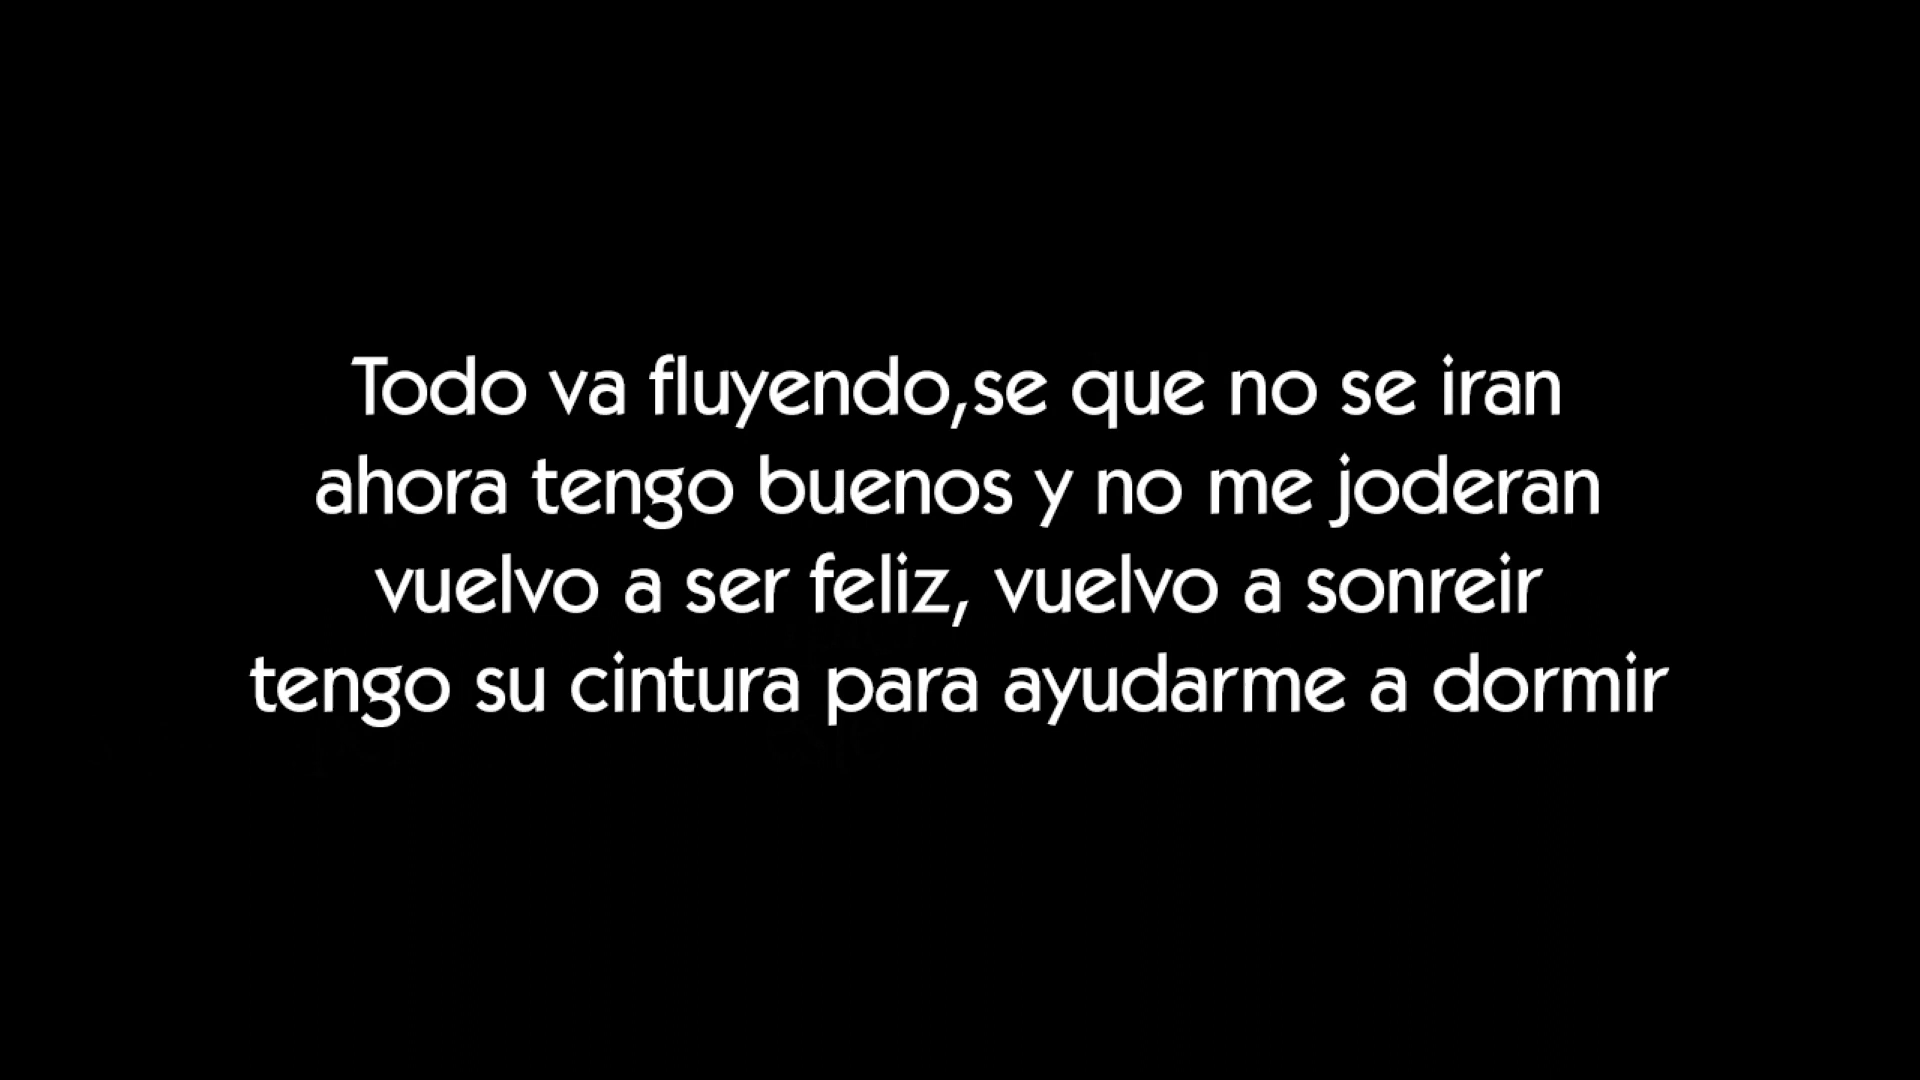 Todo va fluyendo,se que no se iran
ahora tengo buenos y no me joderan
vuelvo a ser feliz, vuelvo a sonreir
tengo su cintura para ayudarme a dormir